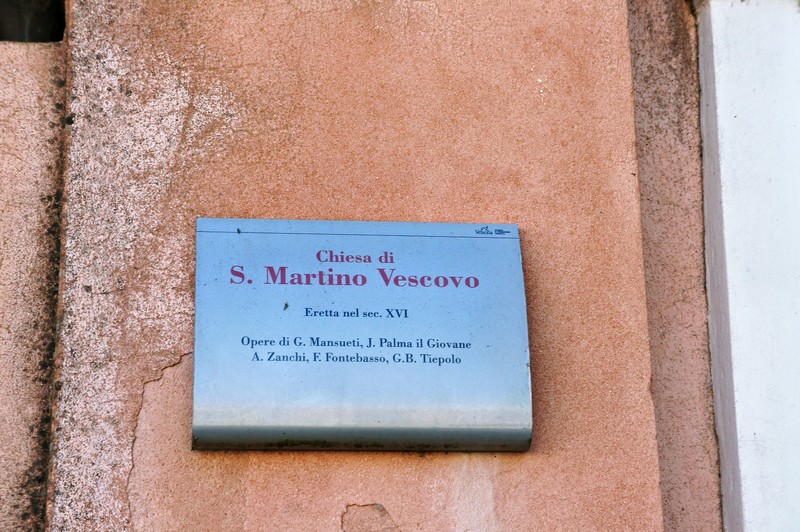 Chiesa di
S. Martino Vescovo
Eretta nel sec. XVI
Opere di G. Mansueti, J. Palma il Giovane
A. Zanchi, F. Fontebasso, G.B. Tiepolo